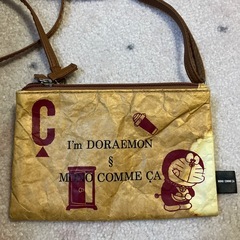 C
I'm DORAEMON
§
MONO COMME ÇA